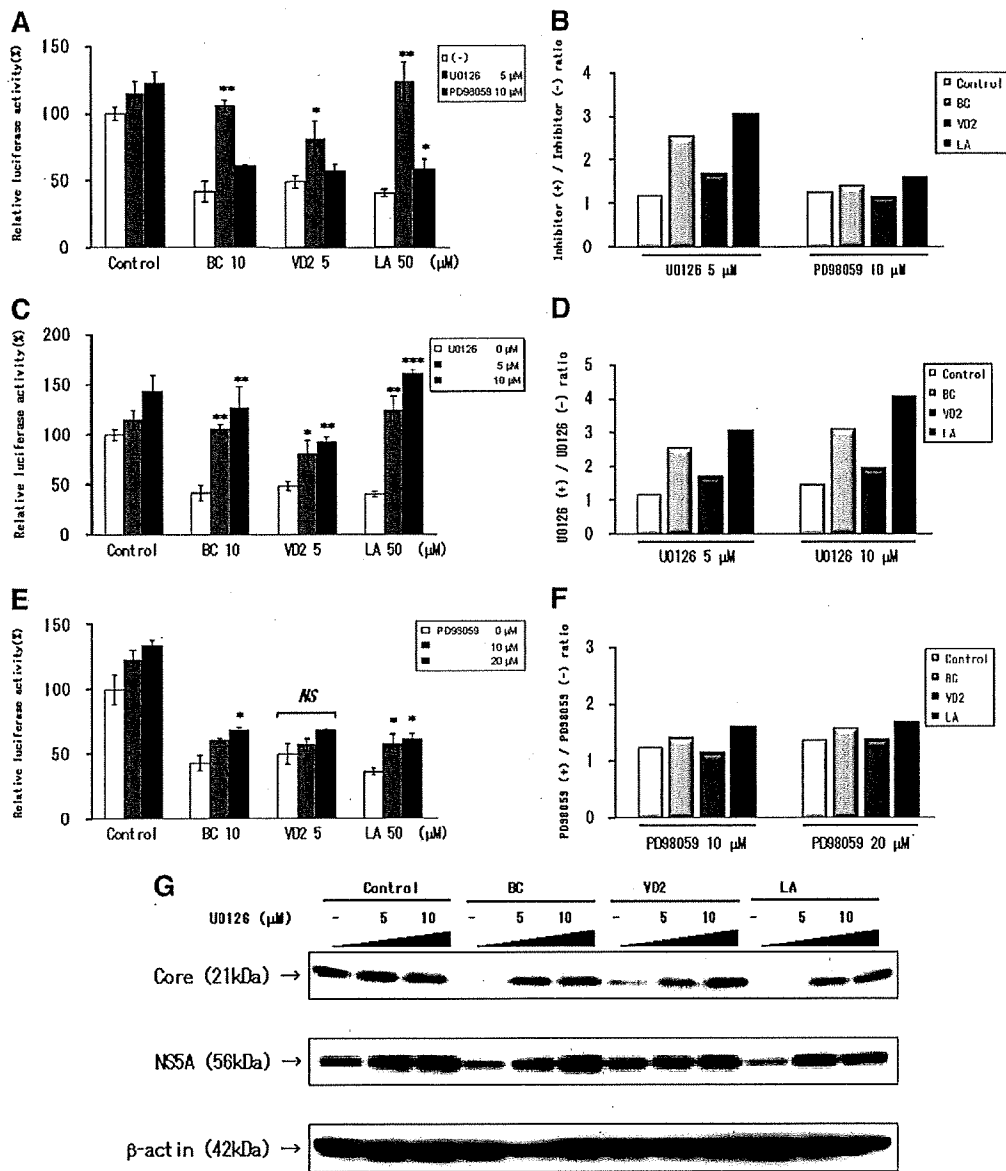 A
Relative luciferase activity(%)
150
100
50
0
(-)
U0126 5 μM
PD98059 10 μM
**
*
**
*
Control BC 10 VD2 5 LA 50 (μM)
B
Inhibitor (+) / Inhibitor (-) ratio
4
3
2
1
0
Control
BC
VD2
LA
U0126 5 μM PD98059 10 μM
C
Relative luciferase activity(%)
200
150
100
50
0
U0126 0 μM
5 μM
10 μM
**
**
*
**
**
***
Control BC 10 VD2 5 LA 50 (μM)
D
U0126 (+) / U0126 (-) ratio
5
4
3
2
1
0
Control
BC
VD2
LA
U0126 5 μM U0126 10 μM
E
Relative luciferase activity(%)
150
100
50
0
PD98059 0 μM
10 μM
20 μM
*
NS
*
*
Control BC 10 VD2 5 LA 50 (μM)
F
PD98059 (+) / PD98059 (-) ratio
3
2
1
0
Control
BC
VD2
LA
PD98059 10 μM PD98059 20 μM
G
Control BC VD2 LA
U0126 (μM) - 5 10 - 5 10 - 5 10 - 5 10
Core (21kDa) →
NS5A (56kDa) →
β-actin (42kDa) →